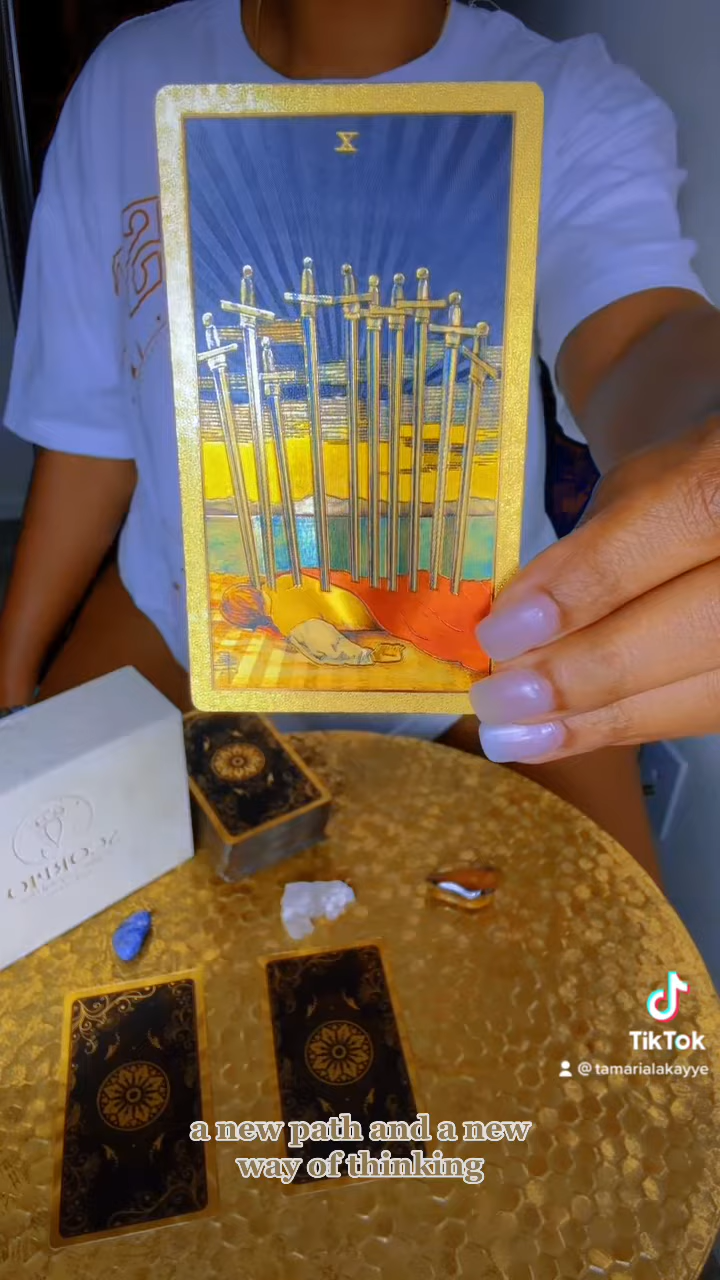 X
TikTok
@tamarialakayye
a new path and a new
way of thinking